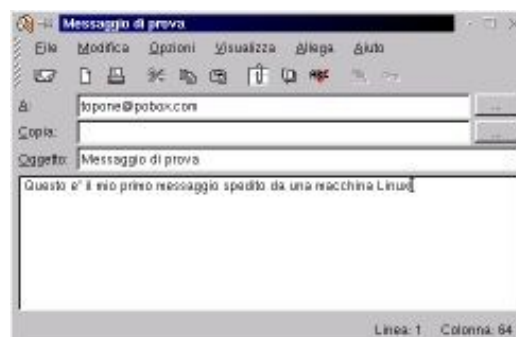 Messaggio di prova
File Modifica Opzioni Visualizza Allega Aiuto
ABC
A: topone@pobox.com ...
Copia: ...
Oggetto: Messaggio di prova
Questo e' il mio primo messaggio spedito da una macchina Linux
Linea: 1 Colonna: 64